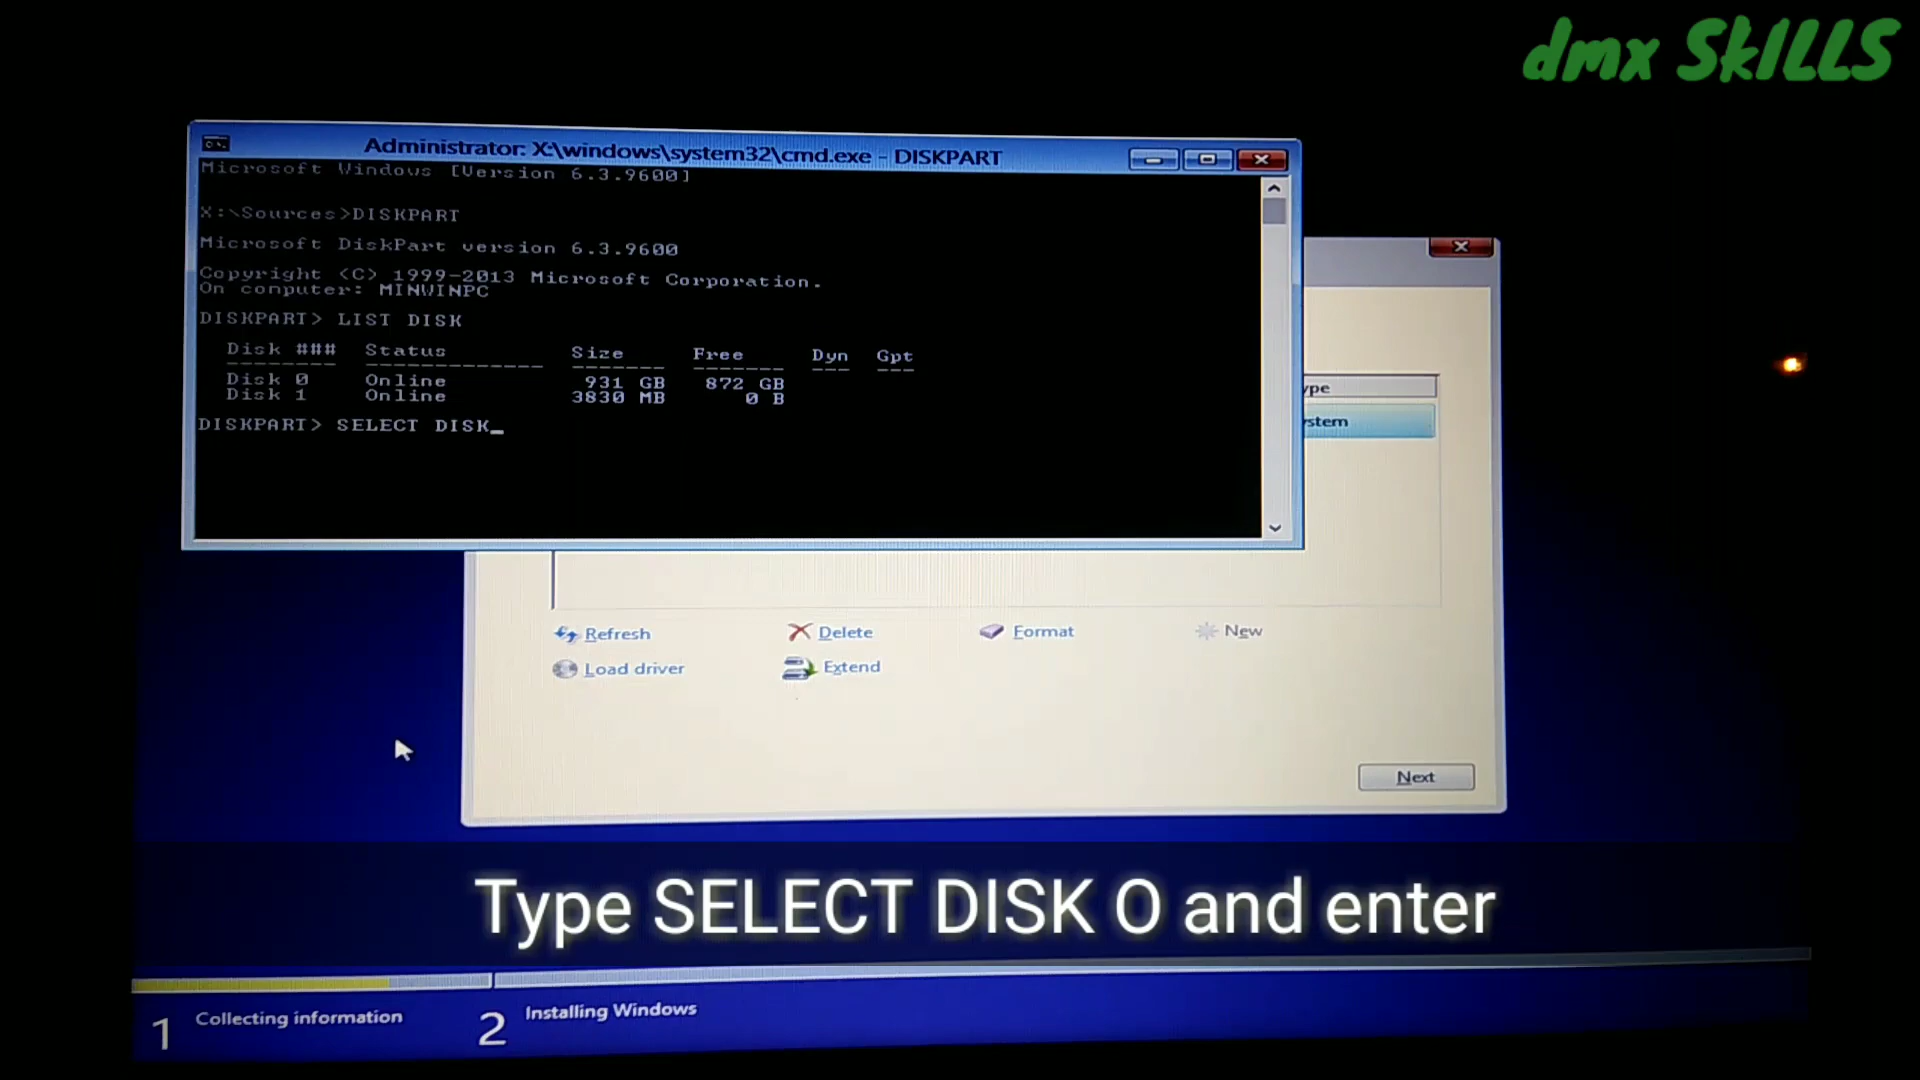 dmx SkILLS
Administrator: X:\windows\system32\cmd.exe - DISKPART
Microsoft Windows [Version 6.3.9600]
X:\Sources>DISKPART
Microsoft DiskPart version 6.3.9600
Copyright (C) 1999-2013 Microsoft Corporation.
On computer: MINWINPC
DISKPART> LIST DISK
Disk ### Status Size Free Dyn Gpt
Disk 0 Online 931 GB 872 GB
Disk 1 Online 3830 MB 0 B
DISKPART> SELECT DISK_
ype
ystem
Refresh Delete Format New
Load driver Extend
Next
Type SELECT DISK O and enter
1 Collecting information 2 Installing Windows